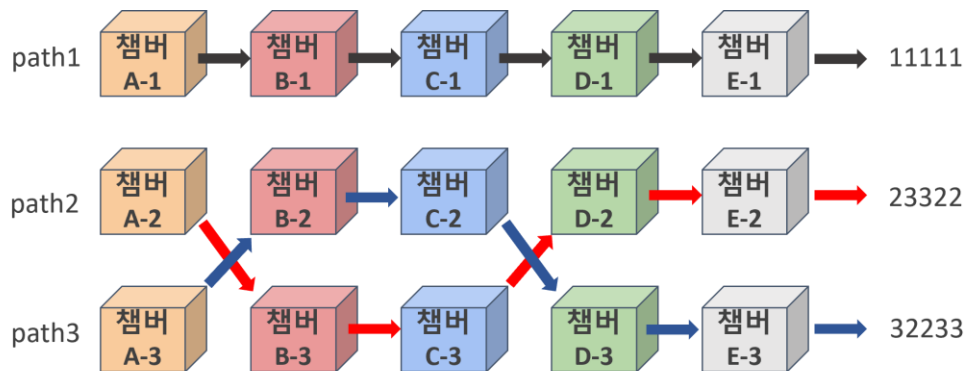 path1
챔버
A-1
챔버
B-1
챔버
C-1
챔버
D-1
챔버
E-1
11111
path2
챔버
A-2
챔버
B-2
챔버
C-2
챔버
D-2
챔버
E-2
23322
path3
챔버
A-3
챔버
B-3
챔버
C-3
챔버
D-3
챔버
E-3
32233